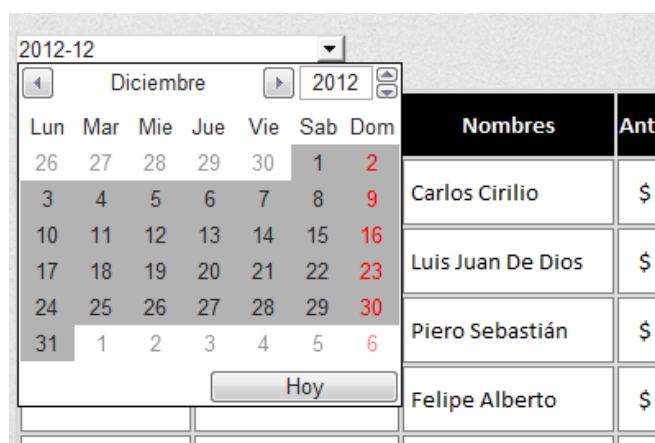 2012-12
Diciembre 2012
Lun Mar Mie Jue Vie Sab Dom
26 27 28 29 30 1 2
3 4 5 6 7 8 9
10 11 12 13 14 15 16
17 18 19 20 21 22 23
24 25 26 27 28 29 30
31 1 2 3 4 5 6
Hoy
Nombres Ant
Carlos Cirilio $
Luis Juan De Dios $
Piero Sebastián $
Felipe Alberto $